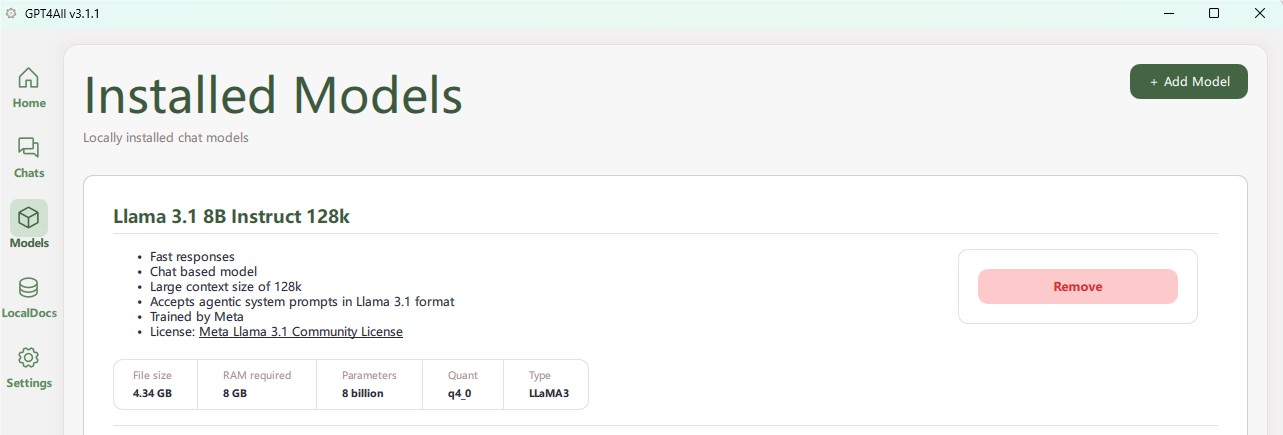 GPT4All v3.1.1
Home
Chats
Models
LocalDocs
Settings
Installed Models
Locally installed chat models
+ Add Model
Llama 3.1 8B Instruct 128k
• Fast responses
• Chat based model
• Large context size of 128k
• Accepts agentic system prompts in Llama 3.1 format
• Trained by Meta
• License: Meta Llama 3.1 Community License
Remove
File size RAM required Parameters Quant Type
4.34 GB 8 GB 8 billion q4_0 LLaMA3